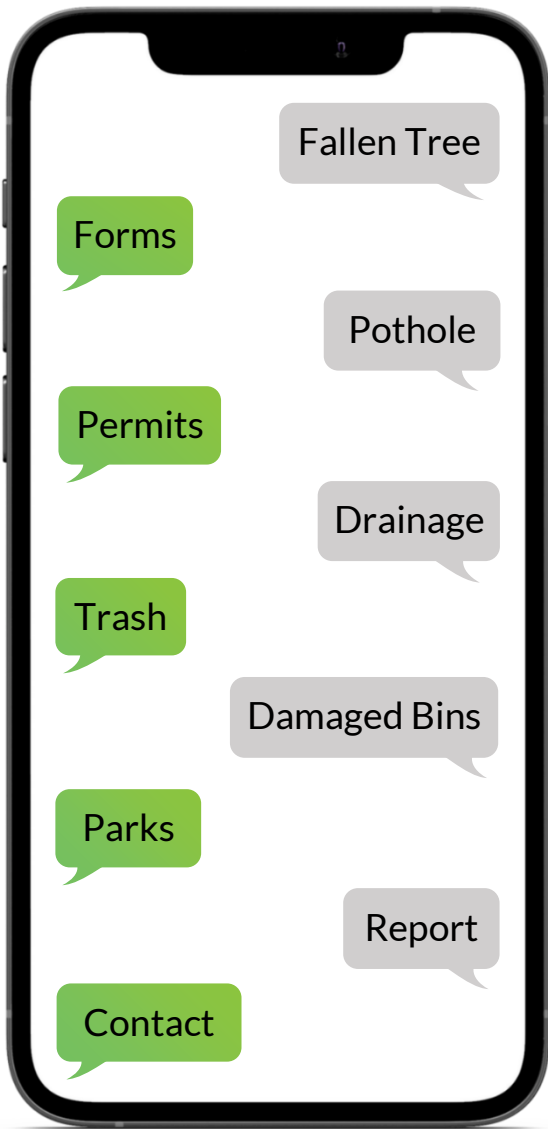 Fallen Tree
Forms
Pothole
Permits
Drainage
Trash
Damaged Bins
Parks
Report
Contact